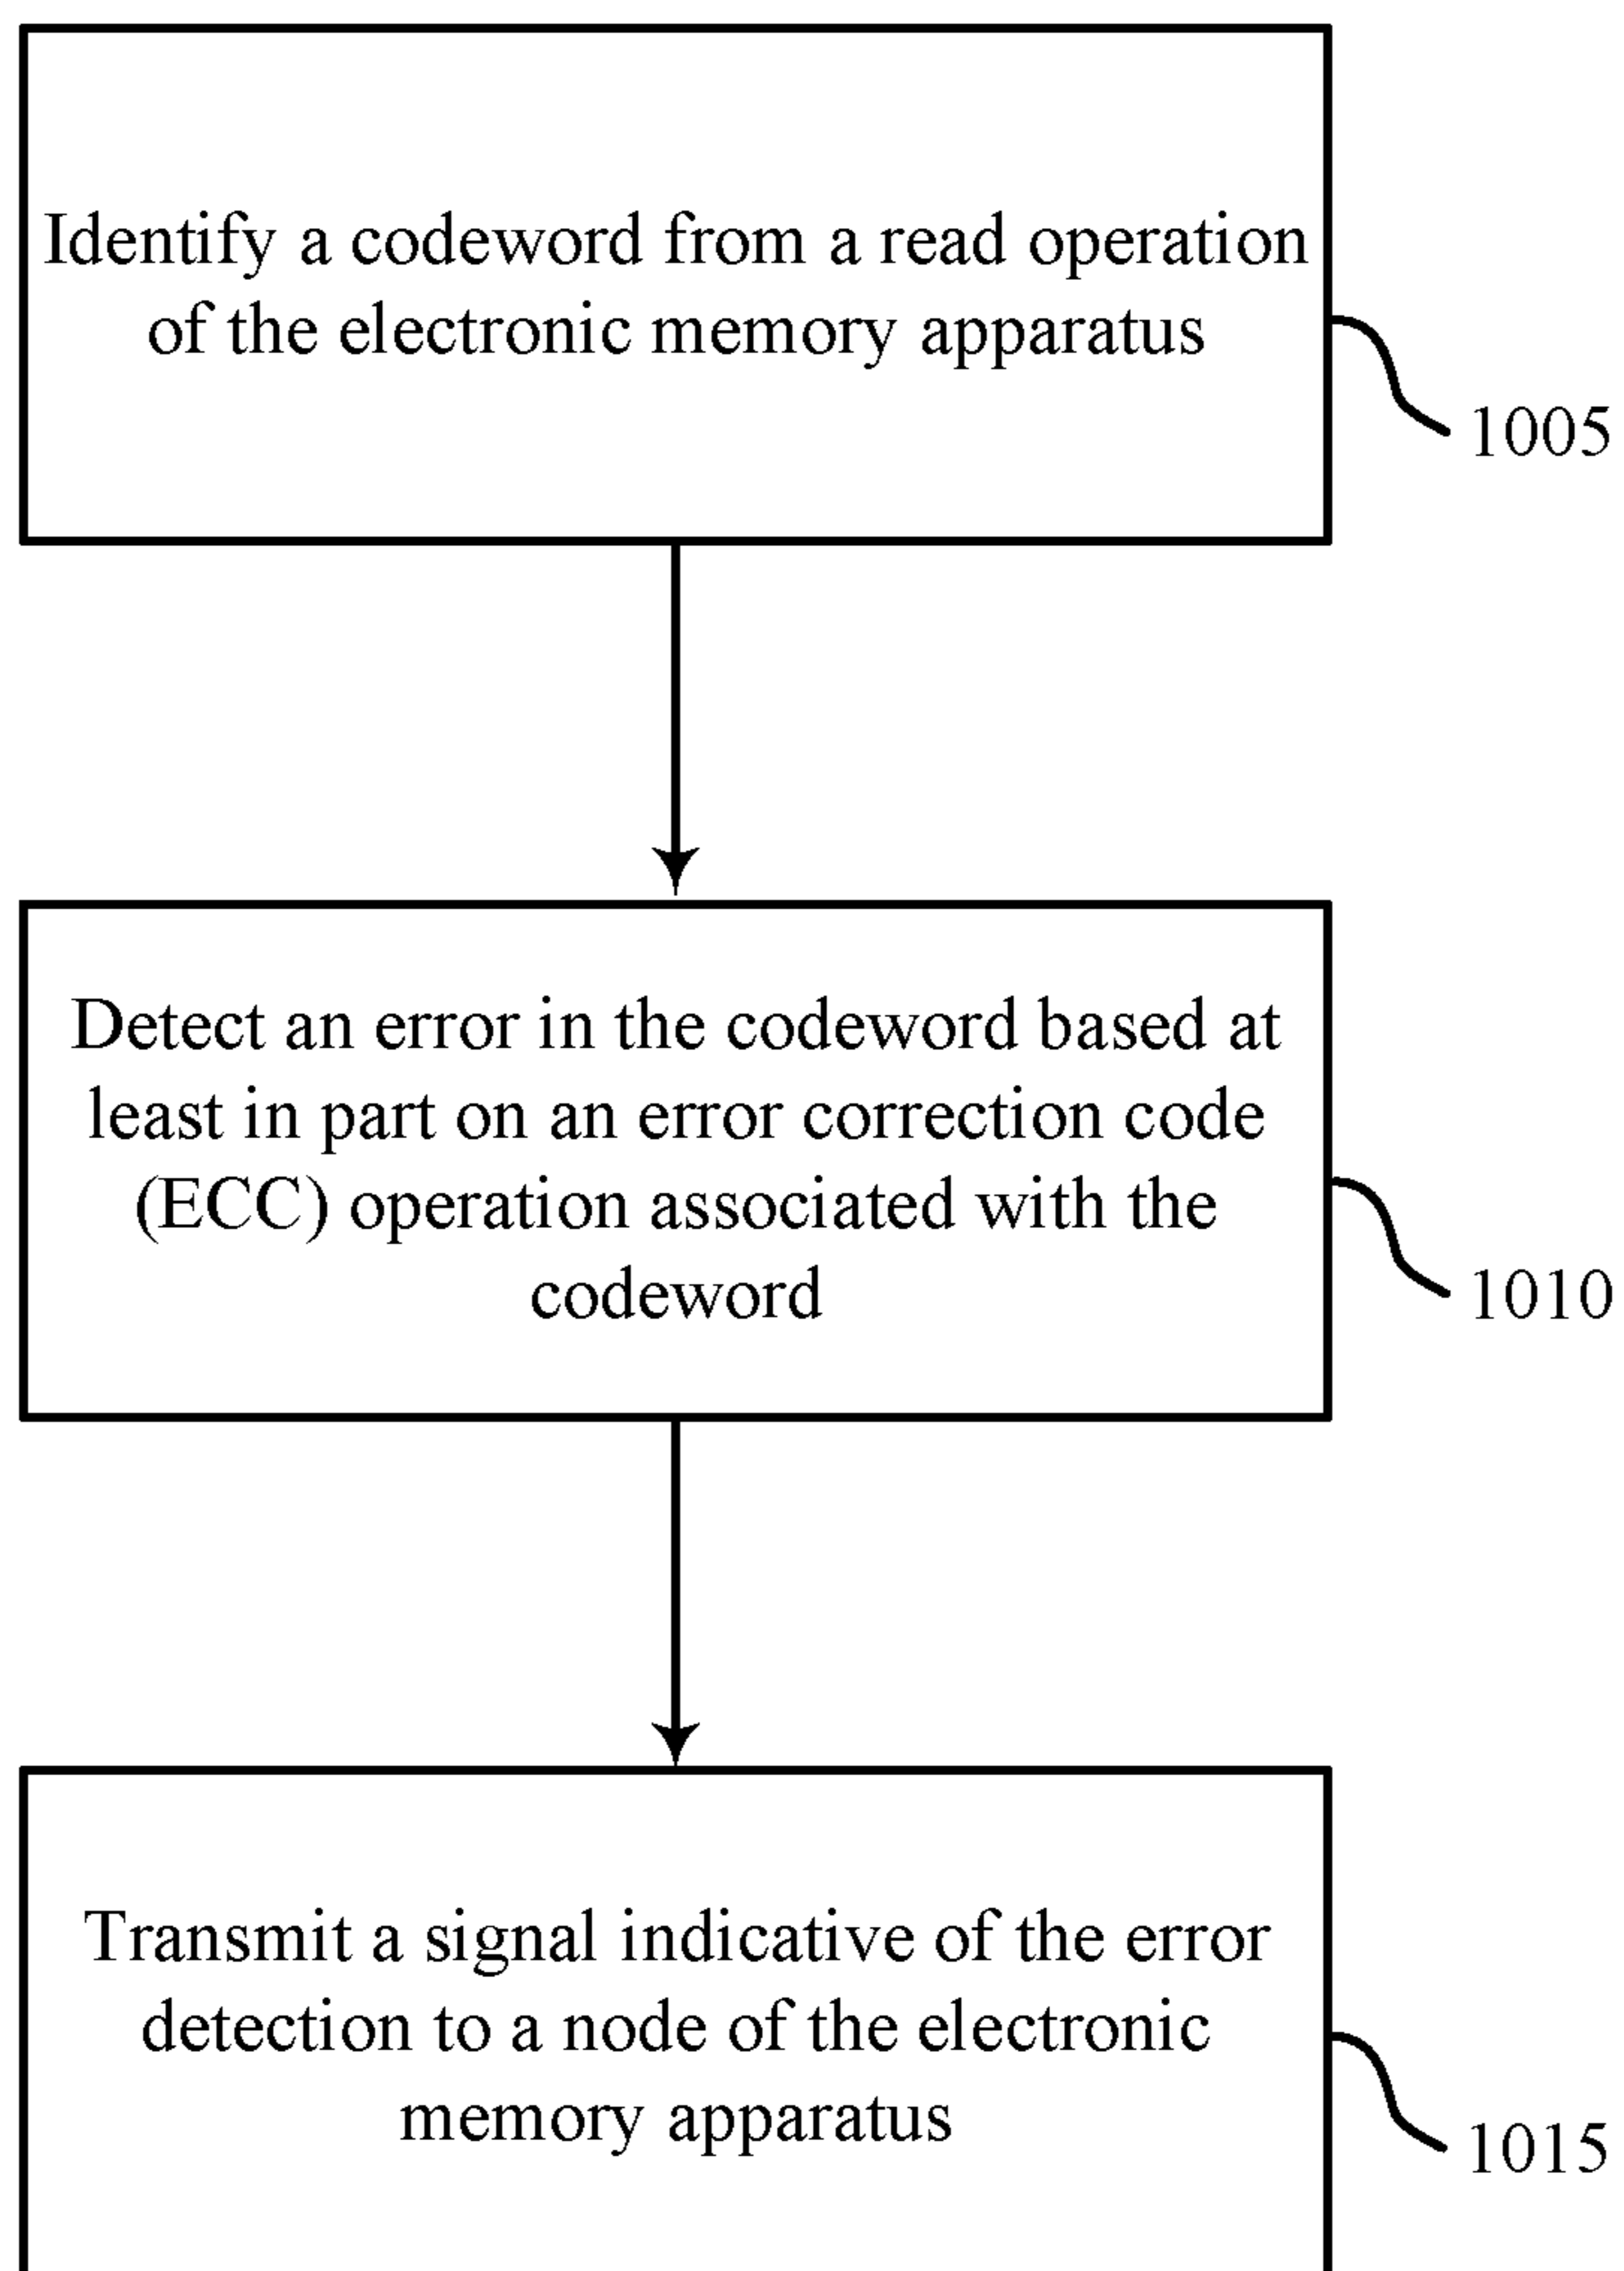 Identify a codeword from a read operation
of the electronic memory apparatus
1005
Detect an error in the codeword based at
least in part on an error correction code
(ECC) operation associated with the
codeword
1010
Transmit a signal indicative of the error
detection to a node of the electronic
memory apparatus
1015